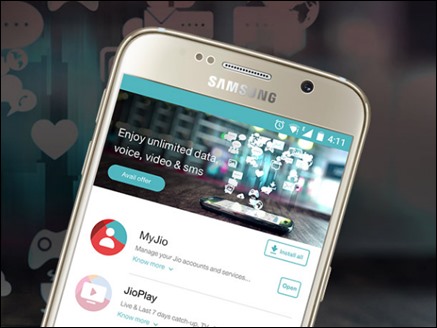 SAMSUNG
4:11
Enjoy unlimited data,
voice, video & sms
Avail offer
MyJio
Install all
Manage your Jio accounts and services...
Know more
JioPlay
Open
Live & Last 7 days catch-up, TV
Know more